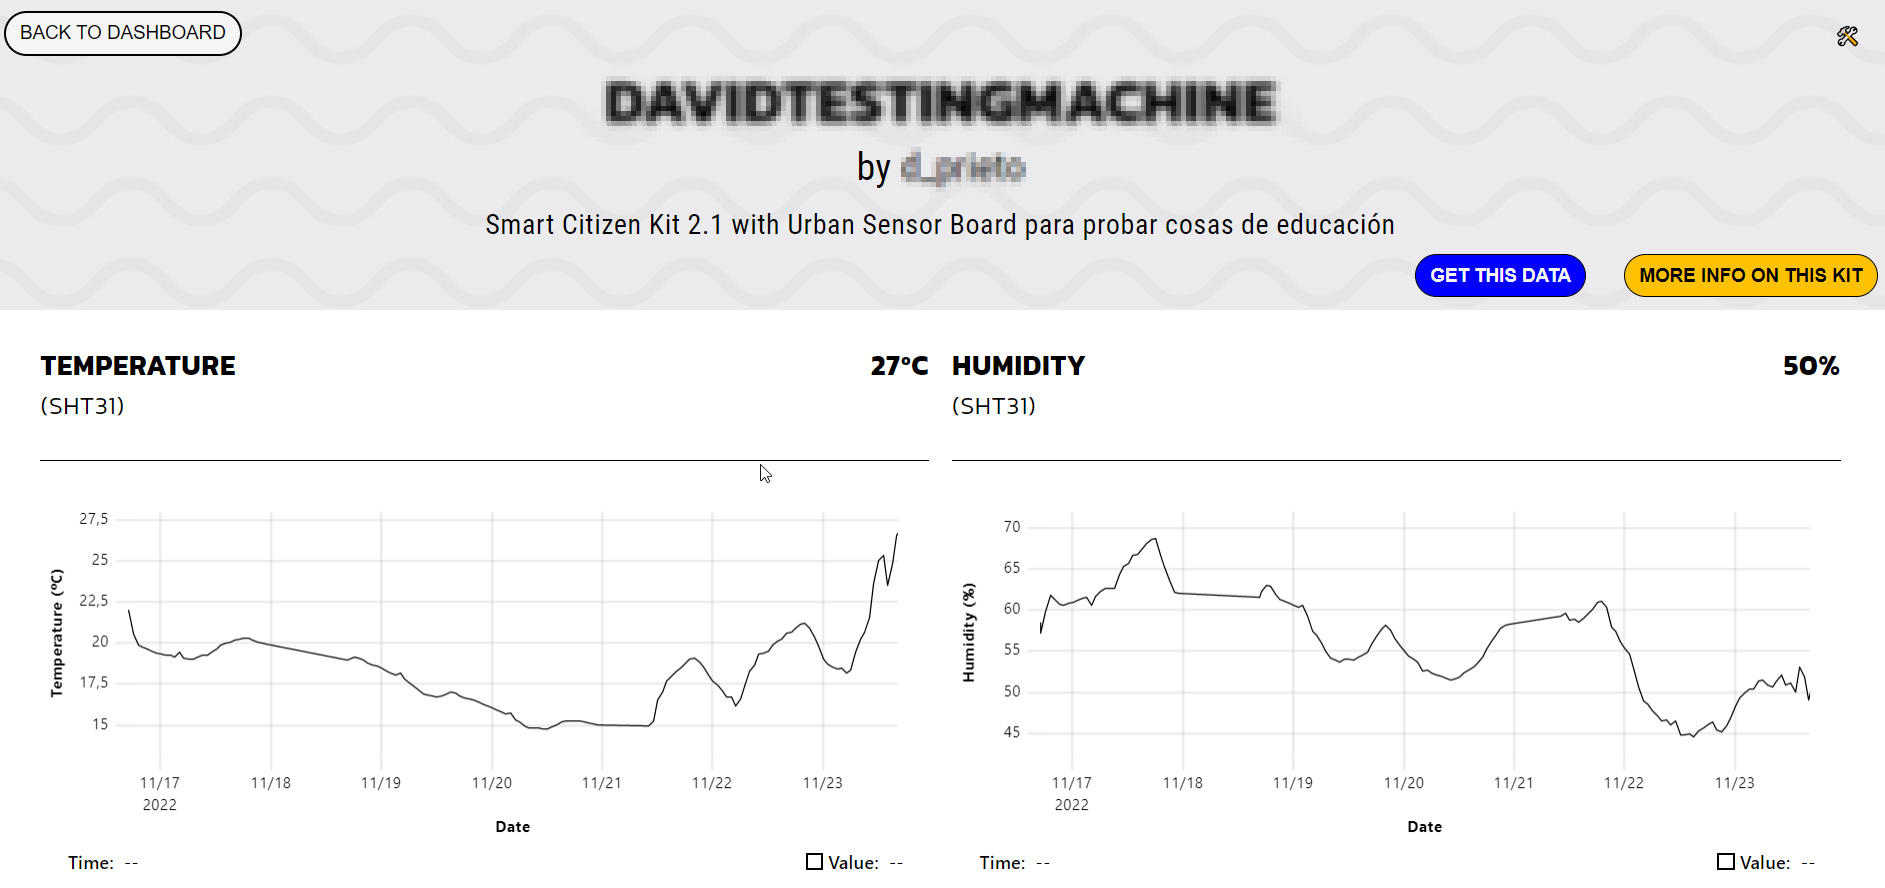 BACK TO DASHBOARD
DAVIDTESTINGMACHINE
by d_prieto
Smart Citizen Kit 2.1 with Urban Sensor Board para probar cosas de educación
GET THIS DATA
MORE INFO ON THIS KIT
TEMPERATURE 27ºC
(SHT31)
27,5
25
22,5
20
17,5
15
Temperature (ºC)
11/17 11/18 11/19 11/20 11/21 11/22 11/23
2022
Date
Time: -- Value: --
HUMIDITY 50%
(SHT31)
70
65
60
55
50
45
Humidity (%)
11/17 11/18 11/19 11/20 11/21 11/22 11/23
2022
Date
Time: -- Value: --